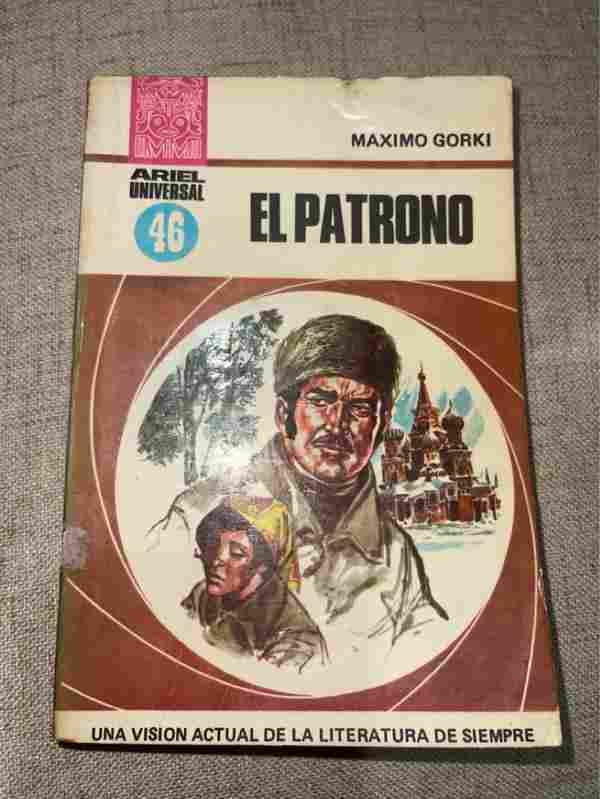 MAXIMO GORKI
ARIEL
UNIVERSAL
46
EL PATRONO
UNA VISION ACTUAL DE LA LITERATURA DE SIEMPRE